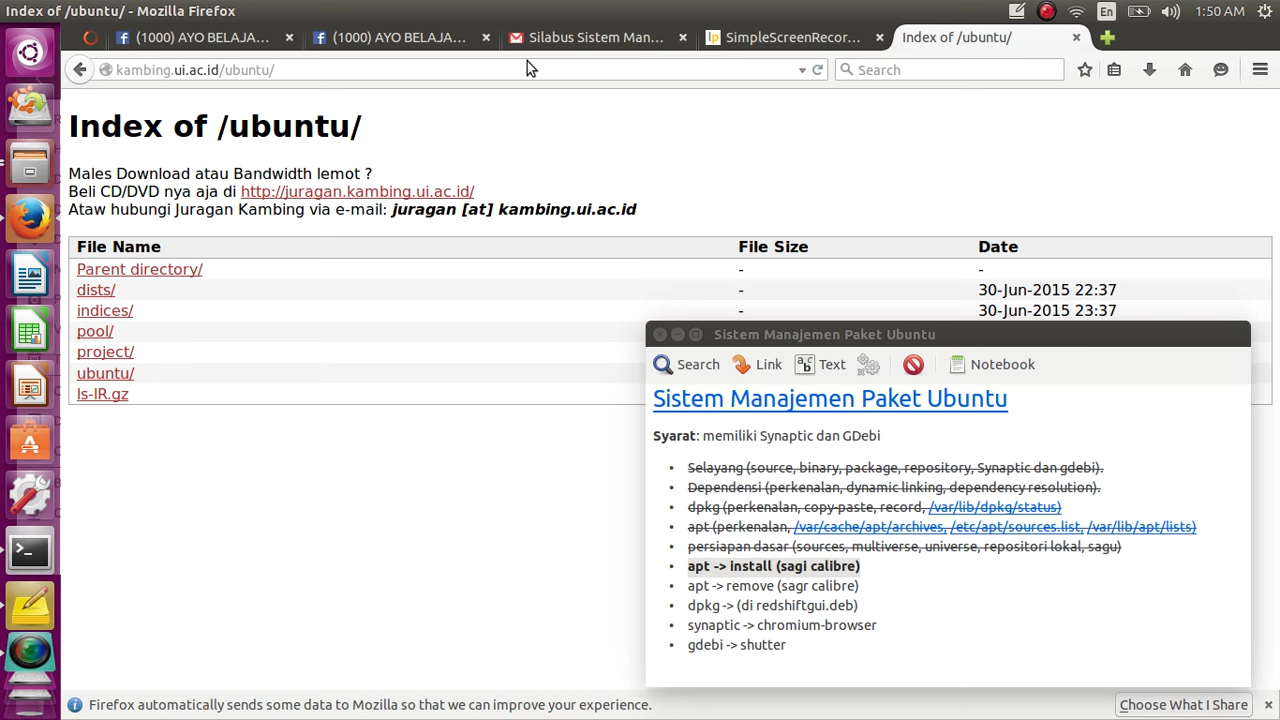 Index of /ubuntu/ - Mozilla Firefox
En
1:50 AM
(1000) AYO BELAJA...
(1000) AYO BELAJA...
Silabus Sistem Man...
SimpleScreenRecor...
Index of /ubuntu/
kambing.ui.ac.id/ubuntu/
Search
Index of /ubuntu/
Males Download atau Bandwidth lemot ?
Beli CD/DVD nya aja di http://juragan.kambing.ui.ac.id/
Ataw hubungi Juragan Kambing via e-mail: juragan [at] kambing.ui.ac.id
File Name File Size Date
Parent directory/ - -
dists/ - 30-Jun-2015 22:37
indices/ - 30-Jun-2015 22:37
pool/
project/
ubuntu/
ls-lR.gz
Sistem Manajemen Paket Ubuntu
Search Link Text Notebook
Sistem Manajemen Paket Ubuntu
Syarat: memiliki Synaptic dan GDebi
• Selayang (source, binary, package, repository, Synaptic dan gdebi).
• Dependensi (perkenalan, dynamic linking, dependency resolution).
• dpkg (perkenalan, copy-paste, record, /var/lib/dpkg/status)
• apt (perkenalan, /var/cache/apt/archives, /etc/apt/sources.list, /var/lib/apt/lists)
• persiapan dasar (sources, multiverse, universe, repositori lokal, sagu)
• apt -> install (sagi calibre)
• apt -> remove (sagr calibre)
• dpkg -> (di redshiftgui.deb)
• synaptic -> chromium-browser
• gdebi -> shutter
Firefox automatically sends some data to Mozilla so that we can improve your experience.
Choose What I Share